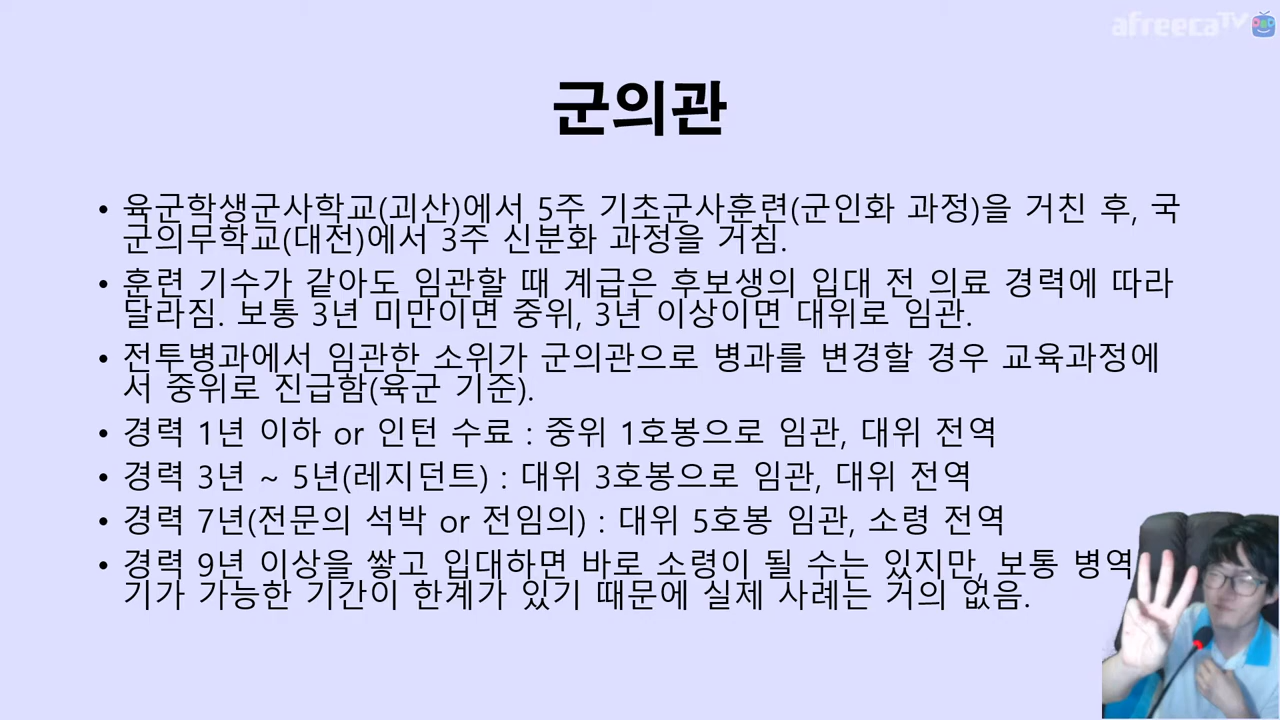 afreecaTV
군의관
• 육군학생군사학교(괴산)에서 5주 기초군사훈련(군인화 과정)을 거친 후, 국
군의무학교(대전)에서 3주 신분화 과정을 거침.
• 훈련 기수가 같아도 임관할 때 계급은 후보생의 입대 전 의료 경력에 따라
달라짐. 보통 3년 미만이면 중위, 3년 이상이면 대위로 임관.
• 전투병과에서 임관한 소위가 군의관으로 병과를 변경할 경우 교육과정에
서 중위로 진급함(육군 기준).
• 경력 1년 이하 or 인턴 수료 : 중위 1호봉으로 임관, 대위 전역
• 경력 3년 ~ 5년(레지던트) : 대위 3호봉으로 임관, 대위 전역
• 경력 7년(전문의 석박 or 전임의) : 대위 5호봉 임관, 소령 전역
• 경력 9년 이상을 쌓고 입대하면 바로 소령이 될 수는 있지만, 보통 병역
기가 가능한 기간이 한계가 있기 때문에 실제 사례는 거의 없음.